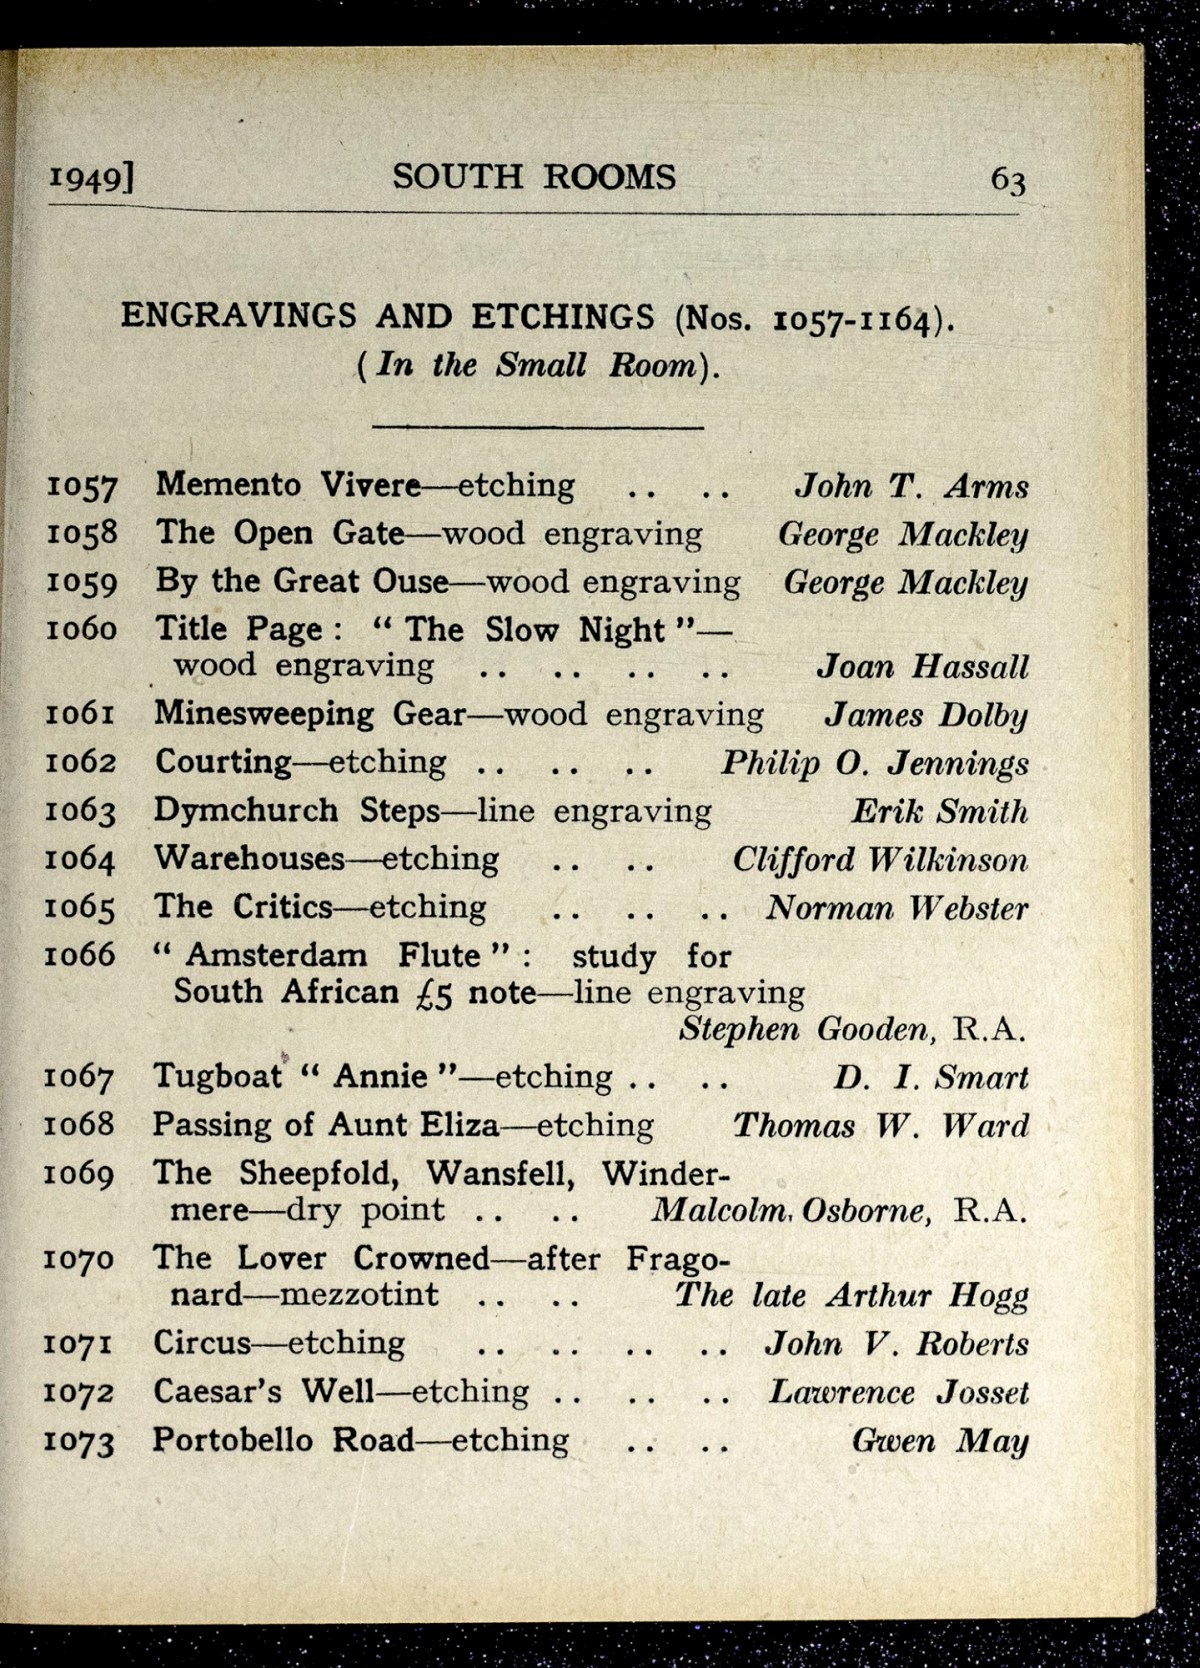 1949] SOUTH ROOMS 63
ENGRAVINGS AND ETCHINGS (Nos. 1057-1164).
(In the Small Room).
1057 Memento Vivere—etching .. .. John T. Arms
1058 The Open Gate—wood engraving George Mackley
1059 By the Great Ouse—wood engraving George Mackley
1060 Title Page: “ The Slow Night ”—
wood engraving .. .. .. .. Joan Hassall
1061 Minesweeping Gear—wood engraving James Dolby
1062 Courting—etching .. .. .. Philip O. Jennings
1063 Dymchurch Steps—line engraving Erik Smith
1064 Warehouses—etching .. .. Clifford Wilkinson
1065 The Critics—etching .. .. .. Norman Webster
1066 “ Amsterdam Flute ”: study for
South African £5 note—line engraving
Stephen Gooden, R.A.
1067 Tugboat “ Annie ”—etching .. .. D. I. Smart
1068 Passing of Aunt Eliza—etching Thomas W. Ward
1069 The Sheepfold, Wansfell, Winder-
mere—dry point .. .. Malcolm Osborne, R.A.
1070 The Lover Crowned—after Frago-
nard—mezzotint .. .. The late Arthur Hogg
1071 Circus—etching .. .. .. .. John V. Roberts
1072 Caesar's Well—etching .. .. .. Lawrence Josset
1073 Portobello Road—etching .. .. Gwen May